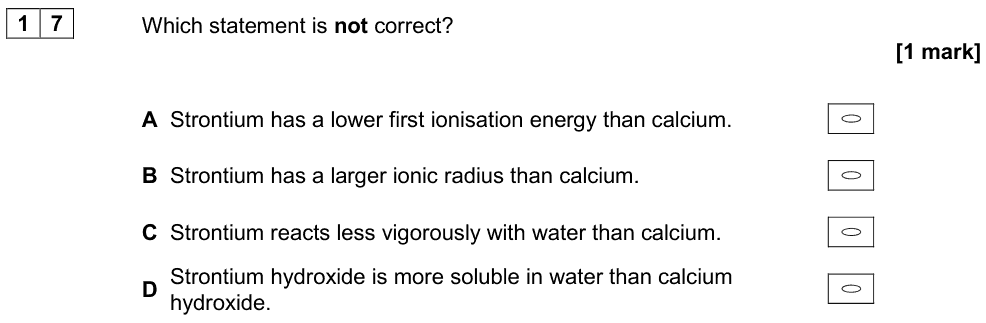 1 7 Which statement is not correct?
[1 mark]
A Strontium has a lower first ionisation energy than calcium.
B Strontium has a larger ionic radius than calcium.
C Strontium reacts less vigorously with water than calcium.
D Strontium hydroxide is more soluble in water than calcium
hydroxide.